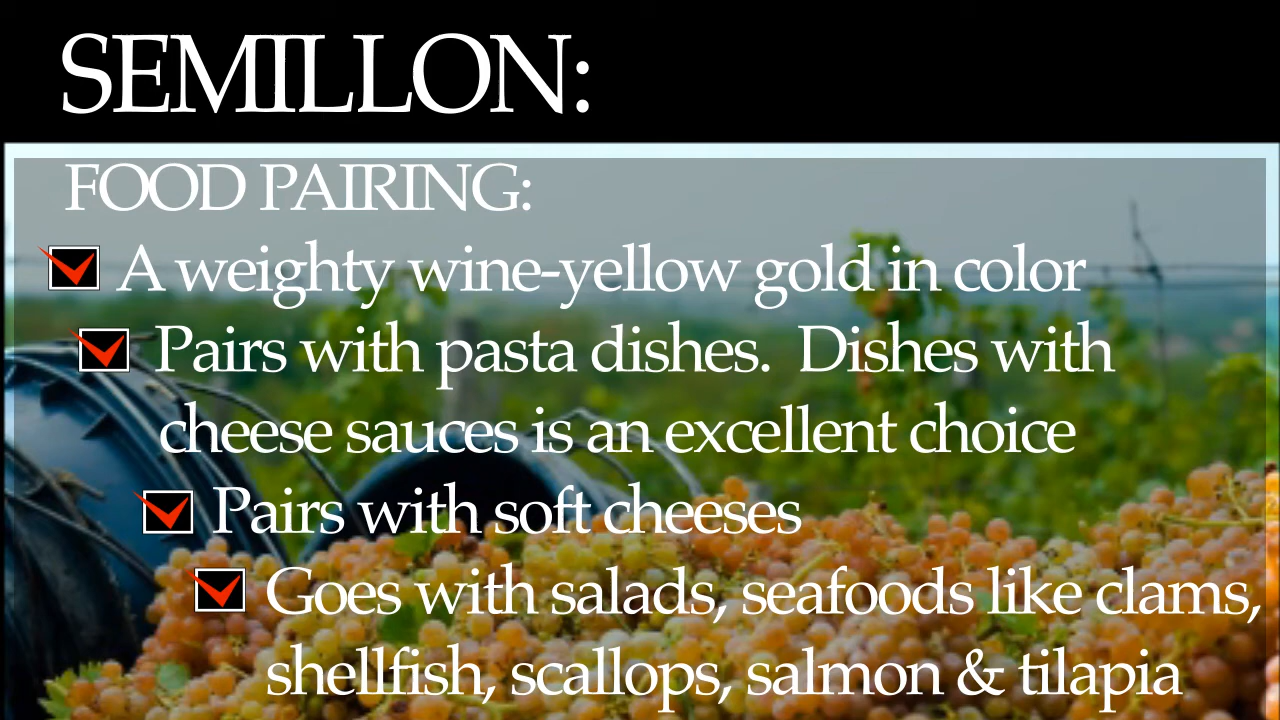 SEMILLON:
FOOD PAIRING:
A weighty wine-yellow gold in color
Pairs with pasta dishes.  Dishes with
cheese sauces is an excellent choice
Pairs with soft cheeses
Goes with salads, seafoods like clams,
shellfish, scallops, salmon & tilapia